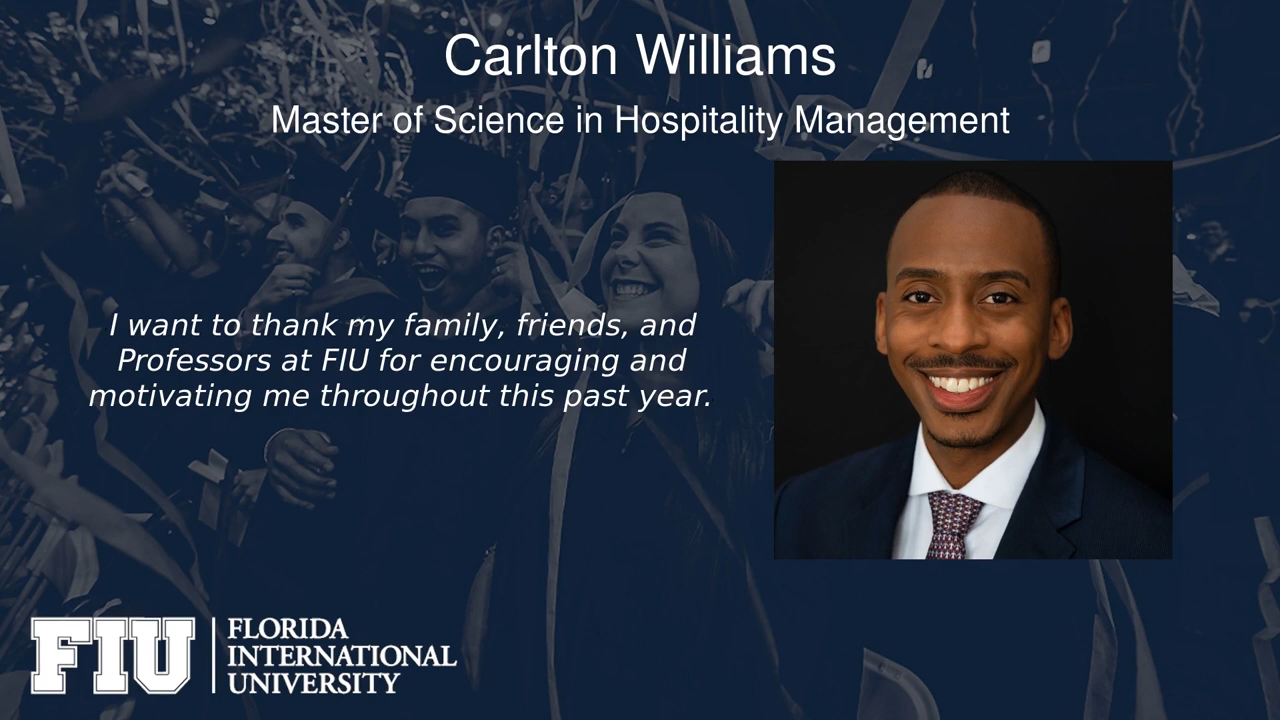 Carlton Williams
Master of Science in Hospitality Management
I want to thank my family, friends, and
Professors at FIU for encouraging and
motivating me throughout this past year.
FIU
FLORIDA
INTERNATIONAL
UNIVERSITY